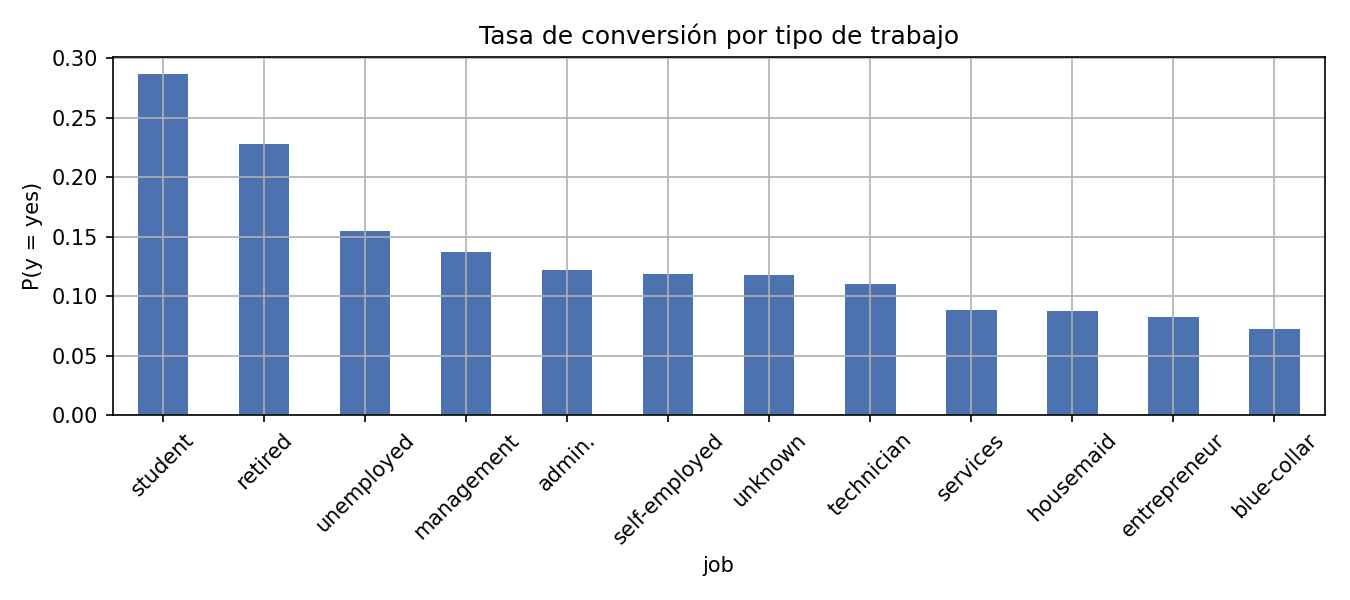 Tasa de conversión por tipo de trabajo
P(y = yes)
0.30
0.25
0.20
0.15
0.10
0.05
0.00
student
retired
unemployed
management
admin.
self-employed
unknown
technician
services
housemaid
entrepreneur
blue-collar
job